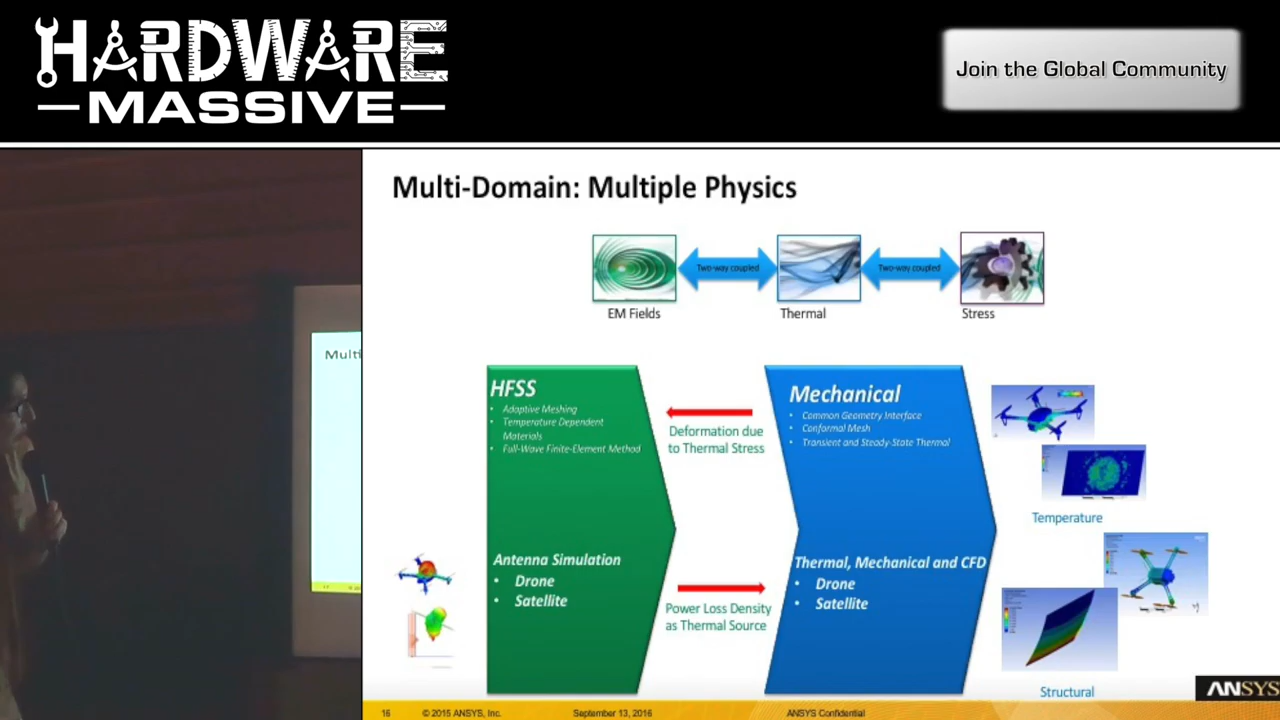 HARDWARE
MASSIVE
Join the Global Community
Multi-Domain: Multiple Physics
Two-way coupled
Two-way coupled
EM Fields
Thermal
Stress
Multi
HFSS
• Adaptive Meshing
• Temperature Dependent
Materials
• Full-Wave Finite-Element Method
Antenna Simulation
• Drone
• Satellite
Deformation due
to Thermal Stress
Power Loss Density
as Thermal Source
Mechanical
• Common Geometry Interface
• Conformal Mesh
• Transient and Steady-State Thermal
Thermal, Mechanical and CFD
• Drone
• Satellite
Temperature
Structural
ANSYS
16 © 2015 ANSYS, Inc. September 13, 2016 ANSYS Confidential